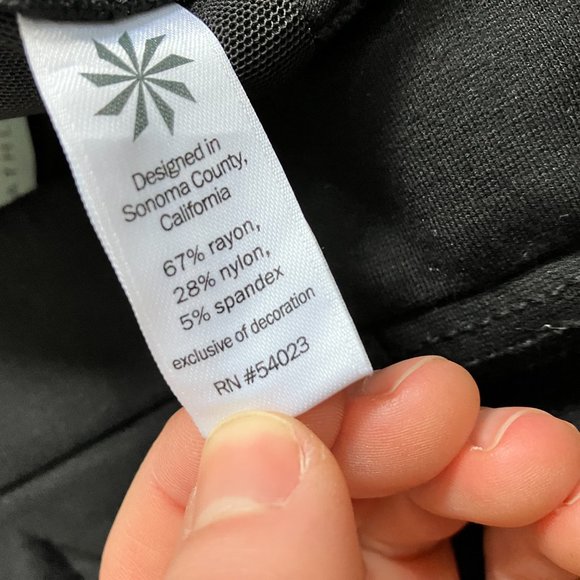 Designed in
Sonoma County,
California
67% rayon,
28% nylon,
5% spandex
exclusive of decoration
RN #54023